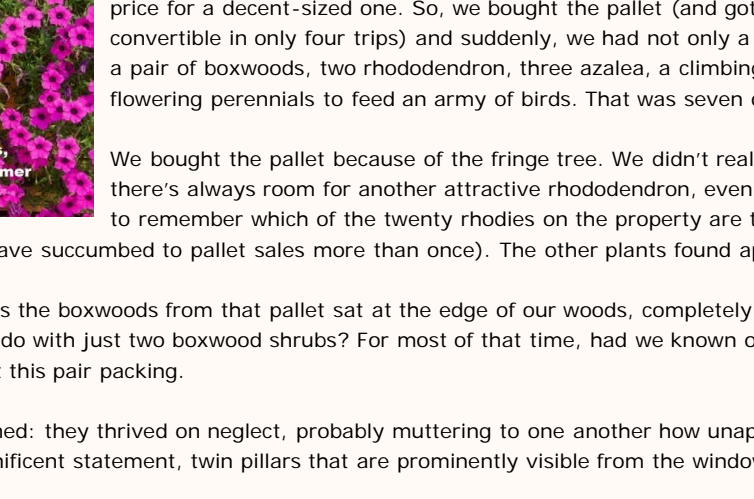 price for a decent-sized one. So, we bought the pallet (and got
convertible in only four trips) and suddenly, we had not only a
a pair of boxwoods, two rhododendron, three azalea, a climbing
flowering perennials to feed an army of birds. That was seven
We bought the pallet because of the fringe tree. We didn't real
there's always room for another attractive rhododendron, even
to remember which of the twenty rhodies on the property are
ave succumbed to pallet sales more than once). The other plants found
s the boxwoods from that pallet sat at the edge of our woods, completely
do with just two boxwood shrubs? For most of that time, had we known
this pair packing.
ned: they thrived on neglect, probably muttering to one another how unap
nificent statement, twin pillars that are prominently visible from the window
mer